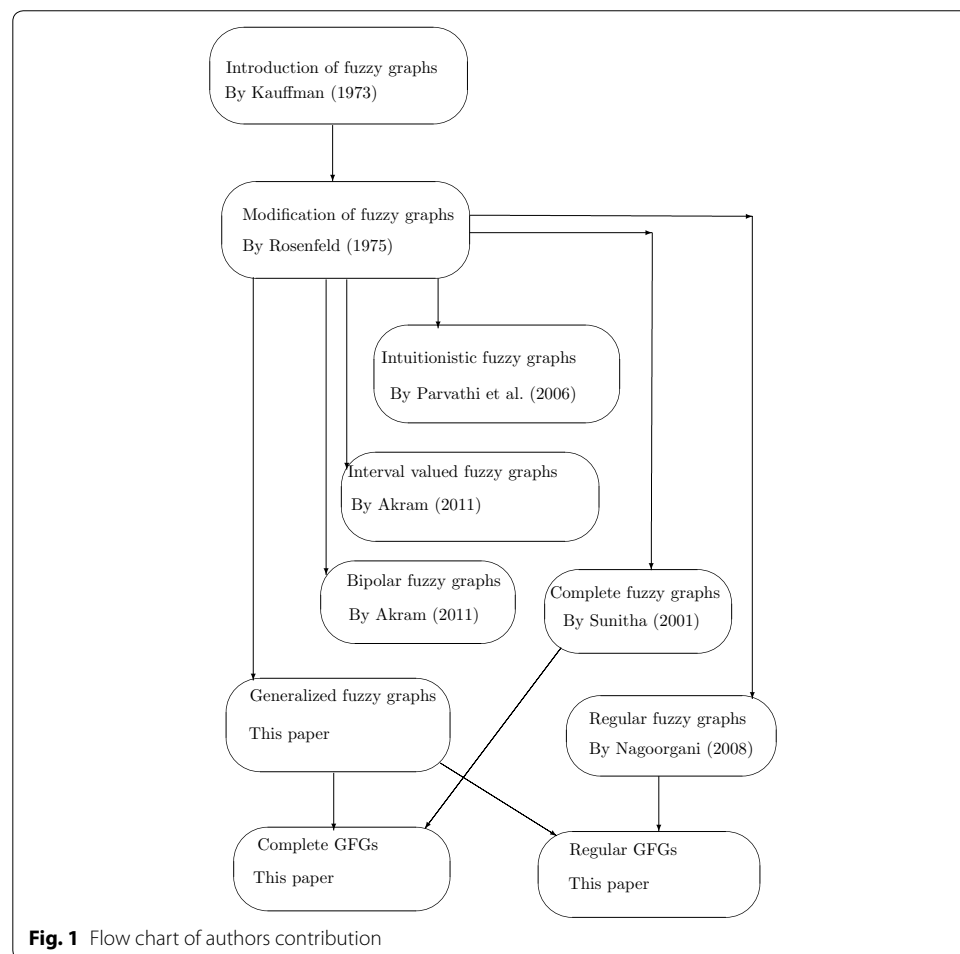 Introduction of fuzzy graphs
By Kauffman (1973)
Modification of fuzzy graphs
By Rosenfeld (1975)
Intuitionistic fuzzy graphs
By Parvathi et al. (2006)
Interval valued fuzzy graphs
By Akram (2011)
Bipolar fuzzy graphs
By Akram (2011)
Complete fuzzy graphs
By Sunitha (2001)
Generalized fuzzy graphs
This paper
Regular fuzzy graphs
By Nagoorgani (2008)
Complete GFGs
This paper
Regular GFGs
This paper
Fig. 1 Flow chart of authors contribution